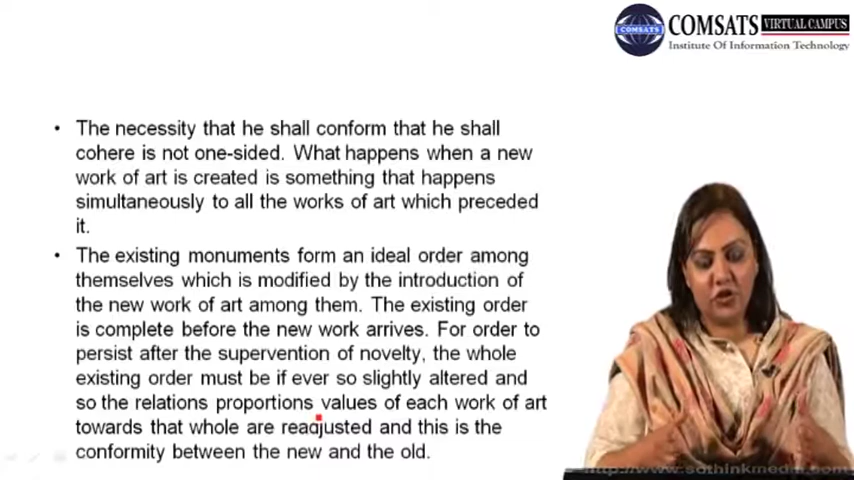 COMSATS VIRTUAL CAMPUS
Institute Of Information Technology
COMSATS
• The necessity that he shall conform that he shall
cohere is not one-sided. What happens when a new
work of art is created is something that happens
simultaneously to all the works of art which preceded
it.
• The existing monuments form an ideal order among
themselves which is modified by the introduction of
the new work of art among them. The existing order
is complete before the new work arrives. For order to
persist after the supervention of novelty, the whole
existing order must be if ever so slightly altered and
so the relations proportions values of each work of art
towards that whole are readjusted and this is the
conformity between the new and the old.
http://www.sothinkmedia.com